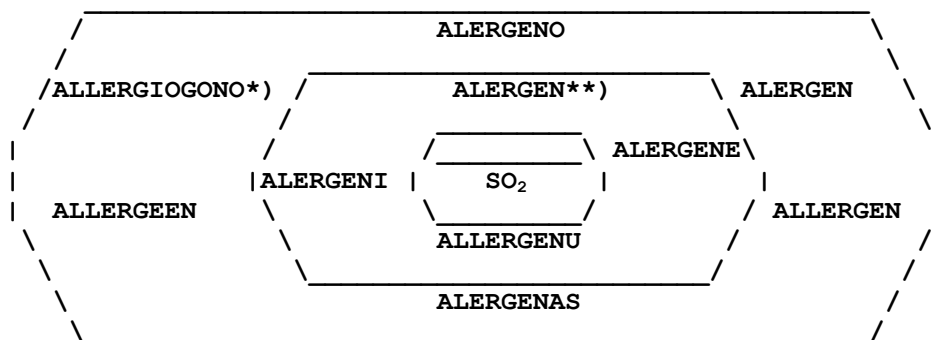 ALERGENO
ALLERGIOGONO*) ALERGEN**) ALERGEN
ALERGENE
ALERGENI SO₂
ALLERGEEN ALLERGEN
ALLERGENU
ALERGENAS